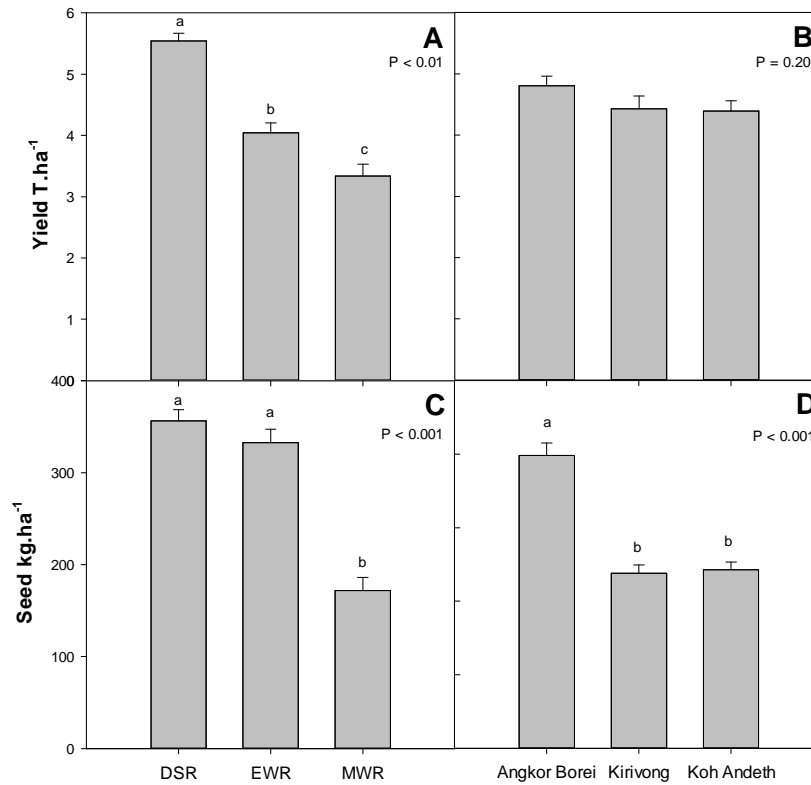 6
5
4
3
2
1
Yield T.ha-1
a
b
c
A
P < 0.01
B
P = 0.20
400
0
300
200
100
0
Seed kg.ha-1
a
a
b
C
P < 0.001
a
b
b
D
P < 0.001
DSR EWR MWR
Angkor Borei Kirivong Koh Andeth